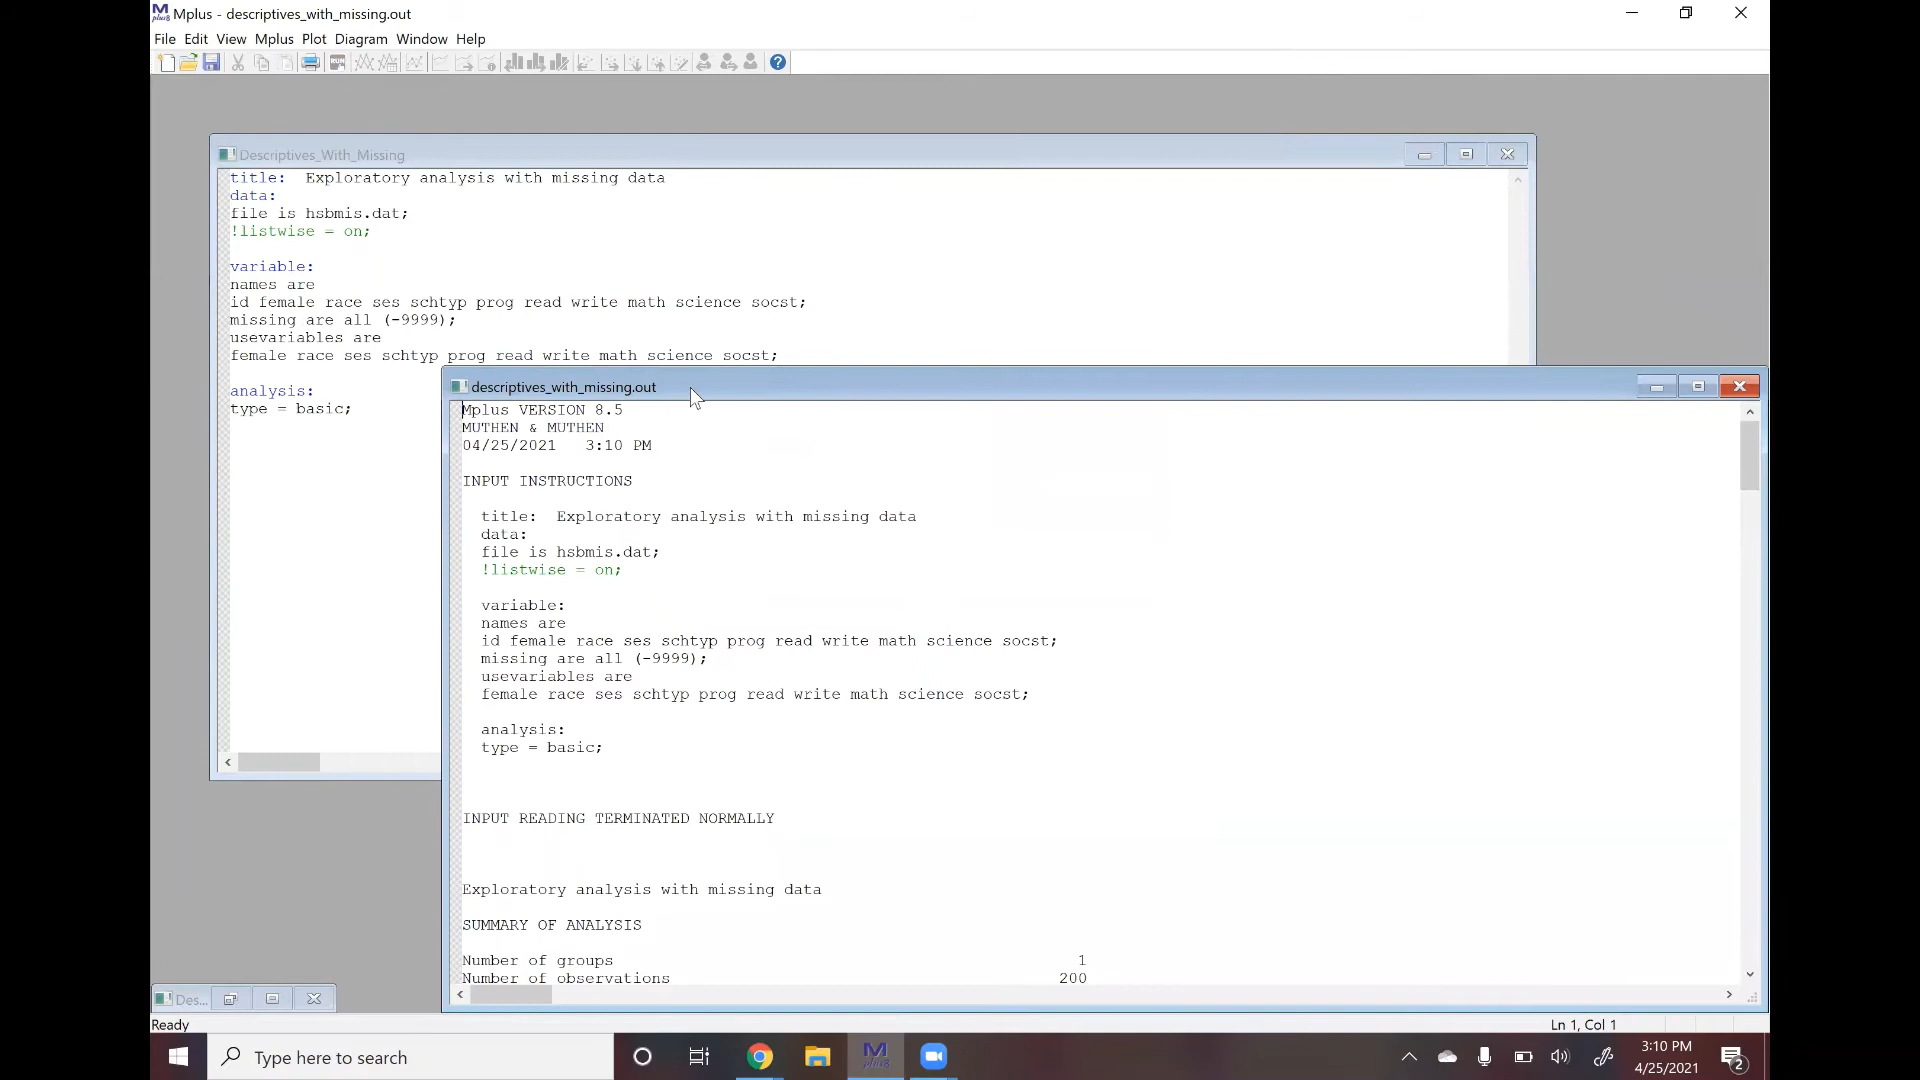 Mplus - descriptives_with_missing.out
File Edit View Mplus Plot Diagram Window Help
Descriptives_With_Missing
title:  Exploratory analysis with missing data
data:
file is hsbmis.dat;
!listwise = on;
variable:
names are
id female race ses schtyp prog read write math science socst;
missing are all (-9999);
usevariables are
female race ses schtyp prog read write math science socst;
analysis:
type = basic;
descriptives_with_missing.out
Mplus VERSION 8.5
MUTHEN & MUTHEN
04/25/2021   3:10 PM
INPUT INSTRUCTIONS
title:  Exploratory analysis with missing data
data:
file is hsbmis.dat;
!listwise = on;
variable:
names are
id female race ses schtyp prog read write math science socst;
missing are all (-9999);
usevariables are
female race ses schtyp prog read write math science socst;
analysis:
type = basic;
INPUT READING TERMINATED NORMALLY
Exploratory analysis with missing data
SUMMARY OF ANALYSIS
Number of groups 1
Number of observations 200
Des...
Ready
Ln 1, Col 1
Type here to search
3:10 PM
4/25/2021
2